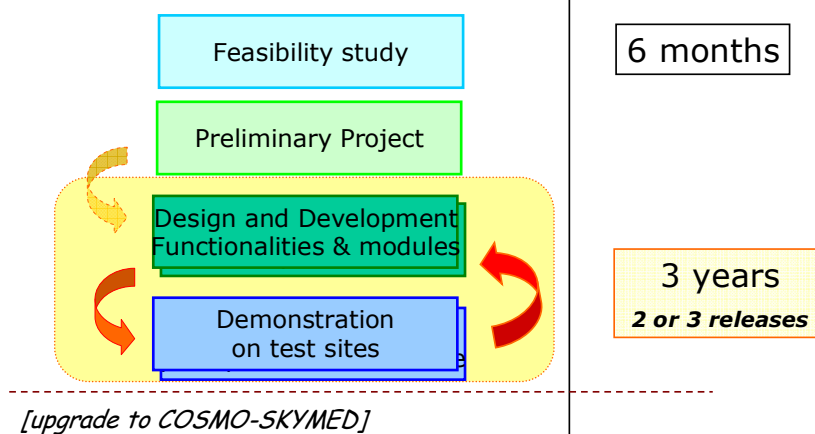 Feasibility study
6 months
Preliminary Project
Design and Development
Functionalities & modules
3 years
2 or 3 releases
Demonstration
on test sites
[upgrade to COSMO-SKYMED]